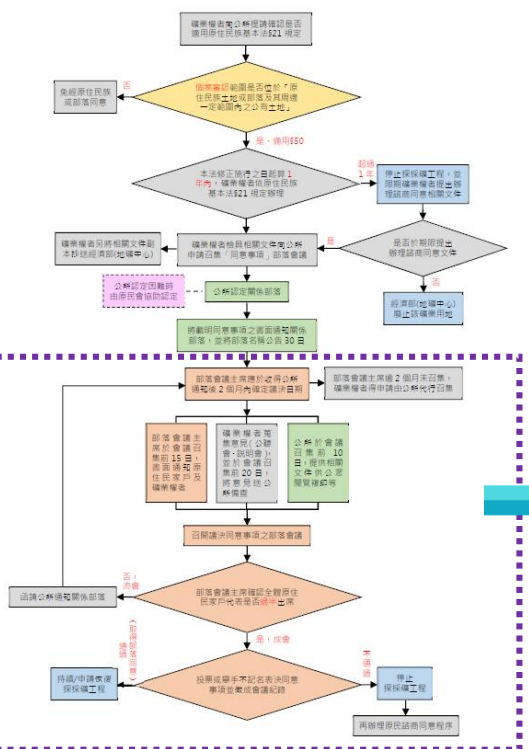 礦業權者向公所提請確認是否
適用原住民族基本法§21 規定
個案審認範圍是否位於「原
住民族土地或部落及其周邊
一定範圍內之公有土地」
否
免經原住民族
或部落同意
是，適用§50
本法修正施行之日起算 1
年內，礦業權者依原住民族
基本法§21 規定辦理
超過
1 年
停止探採礦工程，並
限期礦業權者提出辦
理諮商同意相關文件
是否於期限提出
辦理諮商同意文件
是
否
經濟部(地礦中心)
廢止該礦業用地
礦業權者檢具相關文件向公所
申請召集「同意事項」部落會議
礦業權者另將相關文件副
本抄送經濟部(地礦中心)
公所認定困難時
由原民會協助認定
公所認定關係部落
將載明同意事項之書面通知關係
部落，並將部落名稱公告 30 日
部落會議主席應於收得公所
通知後 2 個月內確定議決日期
部落會議主席逾 2 個月未召集，
礦業權者得申請由公所代行召集
部落會議主
席於會議召
集前 15 日，
書面通知原
住民家戶及
礦業權者
礦業權者蒐
集意見(公聽
會、說明會)，
並於會議召
集前20日，
將意見送公
所備查
公所於會議
召集前 10
日，提供相關
文件供公眾
閱覽複印等
召開議決同意事項之部落會議
部落會議主席確認全體原住
民家戶代表是否過半出席
否，
流會
函請公所通知關係部落
是，成會
投票或舉手不記名表決同意
事項並做成會議紀錄
通過
(取得部落同意)
持續/申請恢復
探採礦工程
不通過
停止
探採礦工程
再辦理原民諮商同意程序